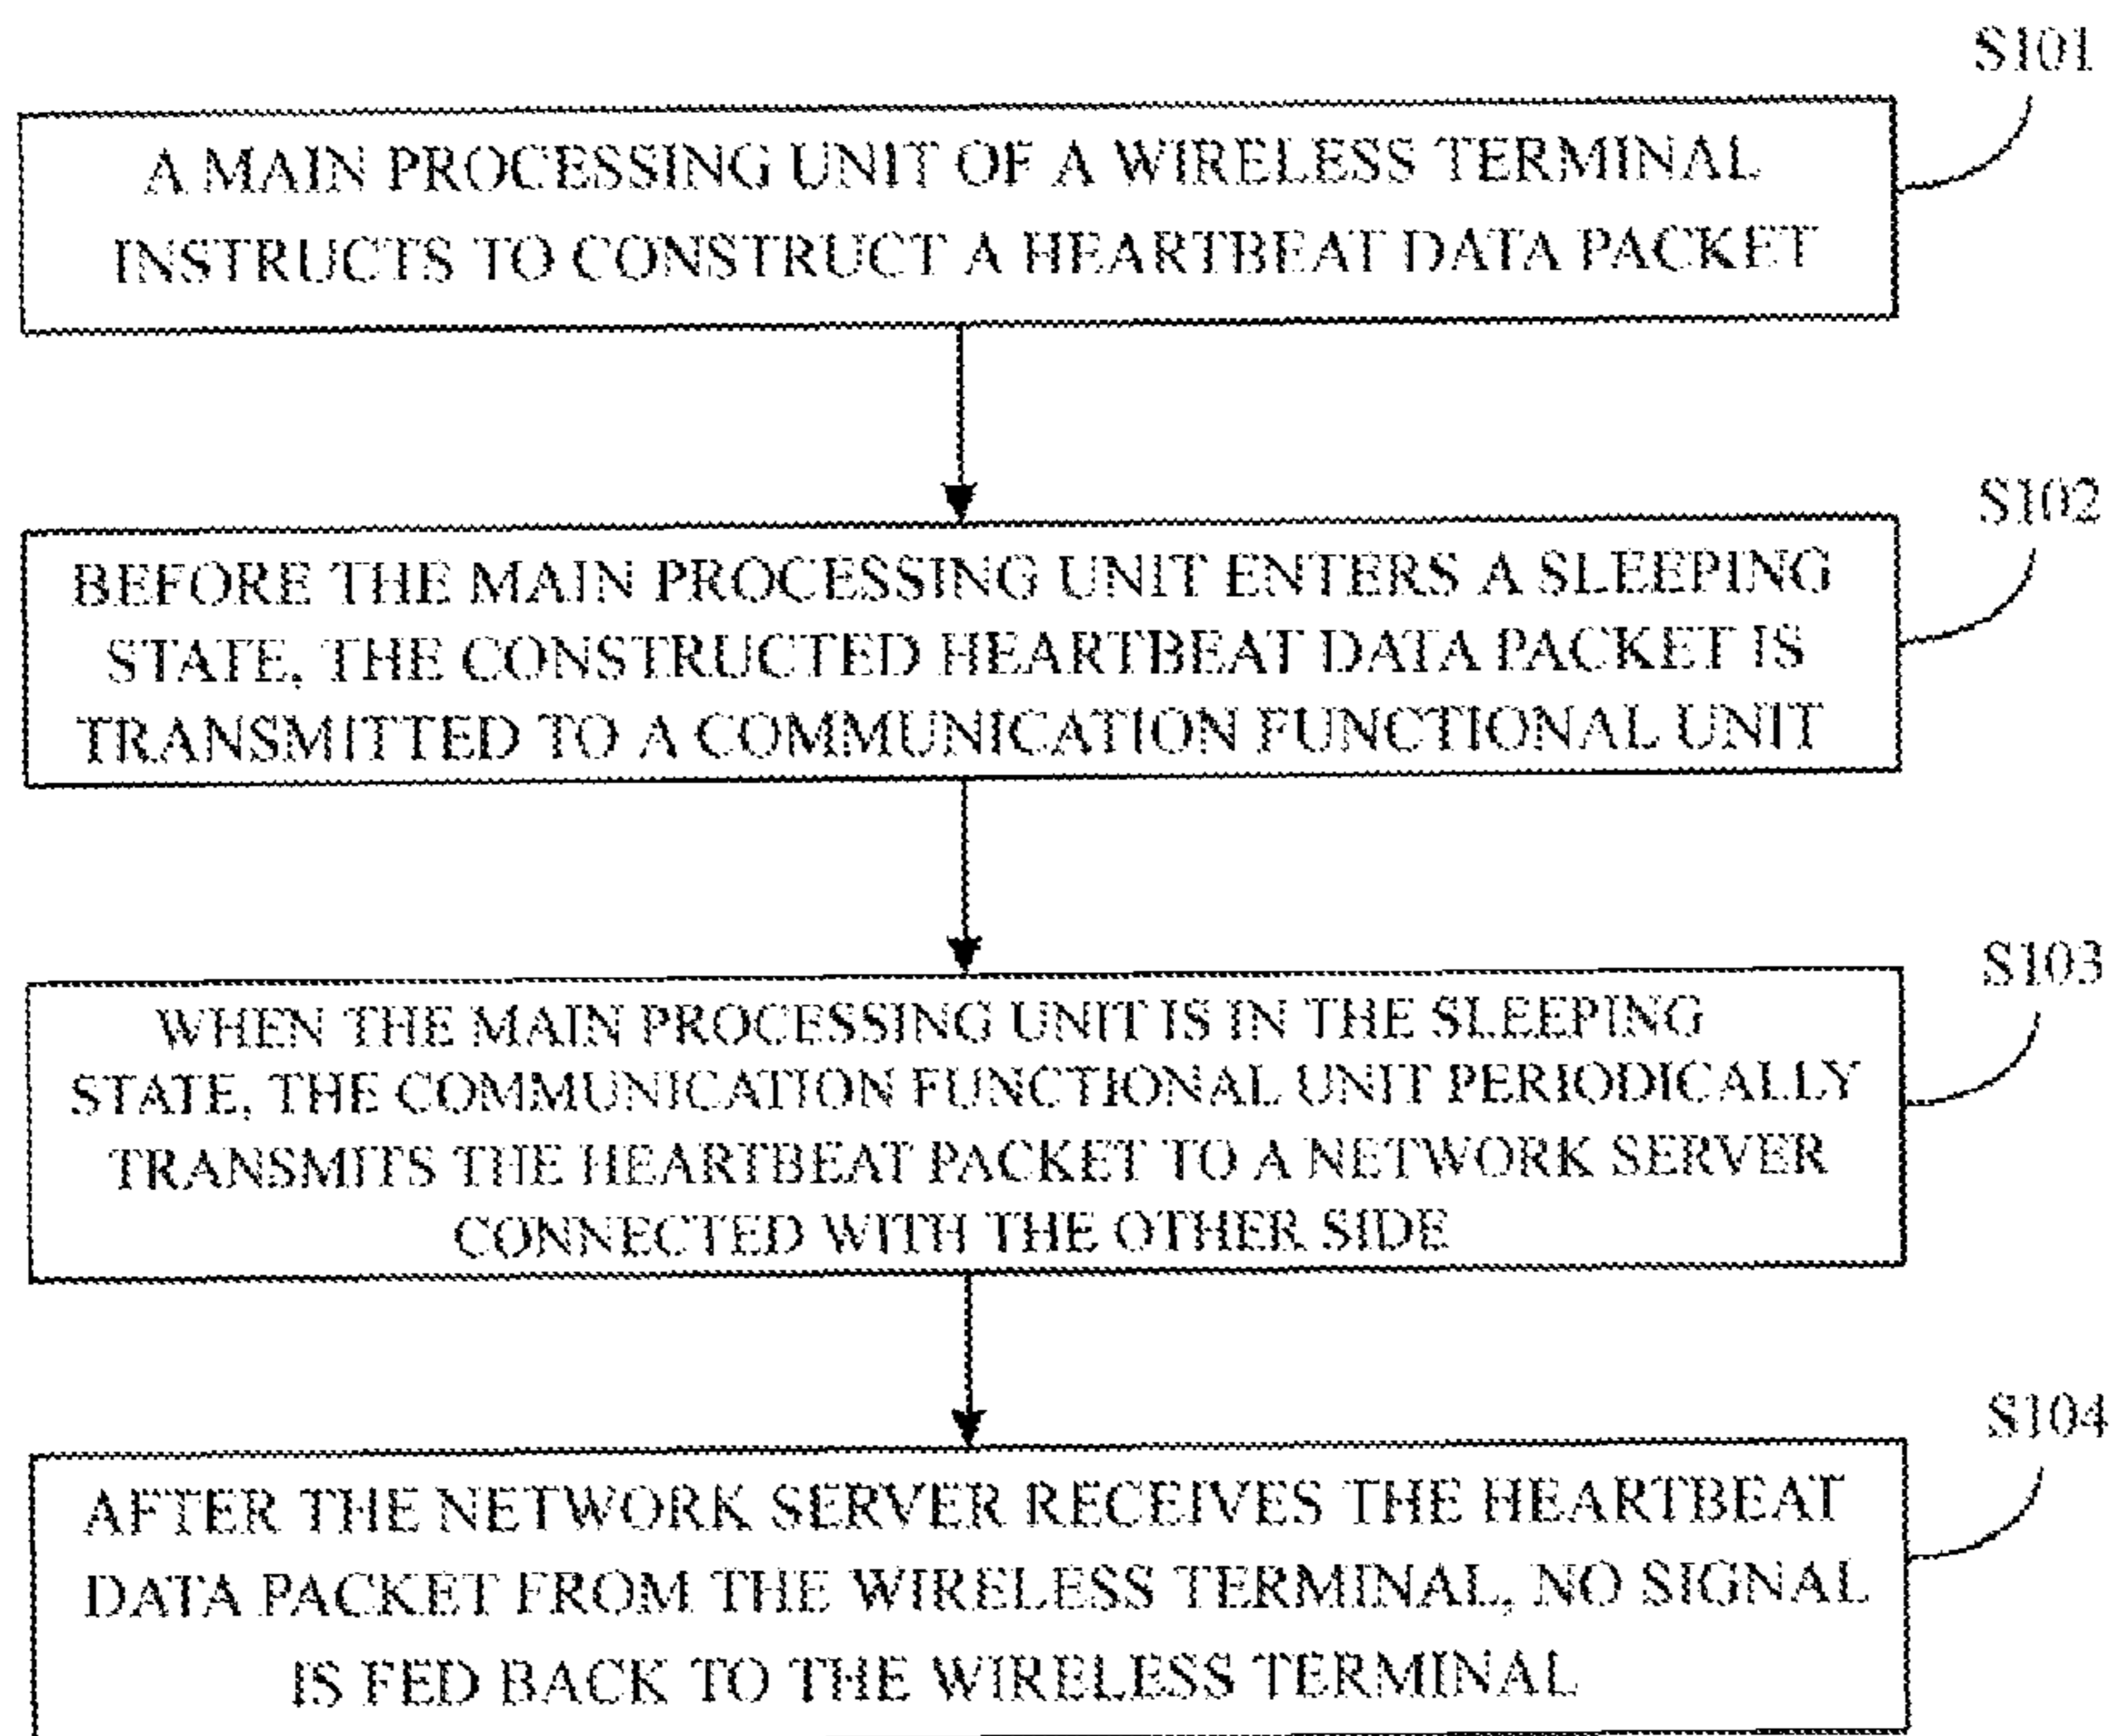 S101
A MAIN PROCESSING UNIT OF A WIRELESS TERMINAL
INSTRUCTS TO CONSTRUCT A HEARTBEAT DATA PACKET
S102
BEFORE THE MAIN PROCESSING UNIT ENTERS A SLEEPING
STATE, THE CONSTRUCTED HEARTBEAT DATA PACKET IS
TRANSMITTED TO A COMMUNICATION FUNCTIONAL UNIT
S103
WHEN THE MAIN PROCESSING UNIT IS IN THE SLEEPING
STATE, THE COMMUNICATION FUNCTIONAL UNIT PERIODICALLY
TRANSMITS THE HEARTBEAT PACKET TO A NETWORK SERVER
CONNECTED WITH THE OTHER SIDE
S104
AFTER THE NETWORK SERVER RECEIVES THE HEARTBEAT
DATA PACKET FROM THE WIRELESS TERMINAL, NO SIGNAL
IS FED BACK TO THE WIRELESS TERMINAL